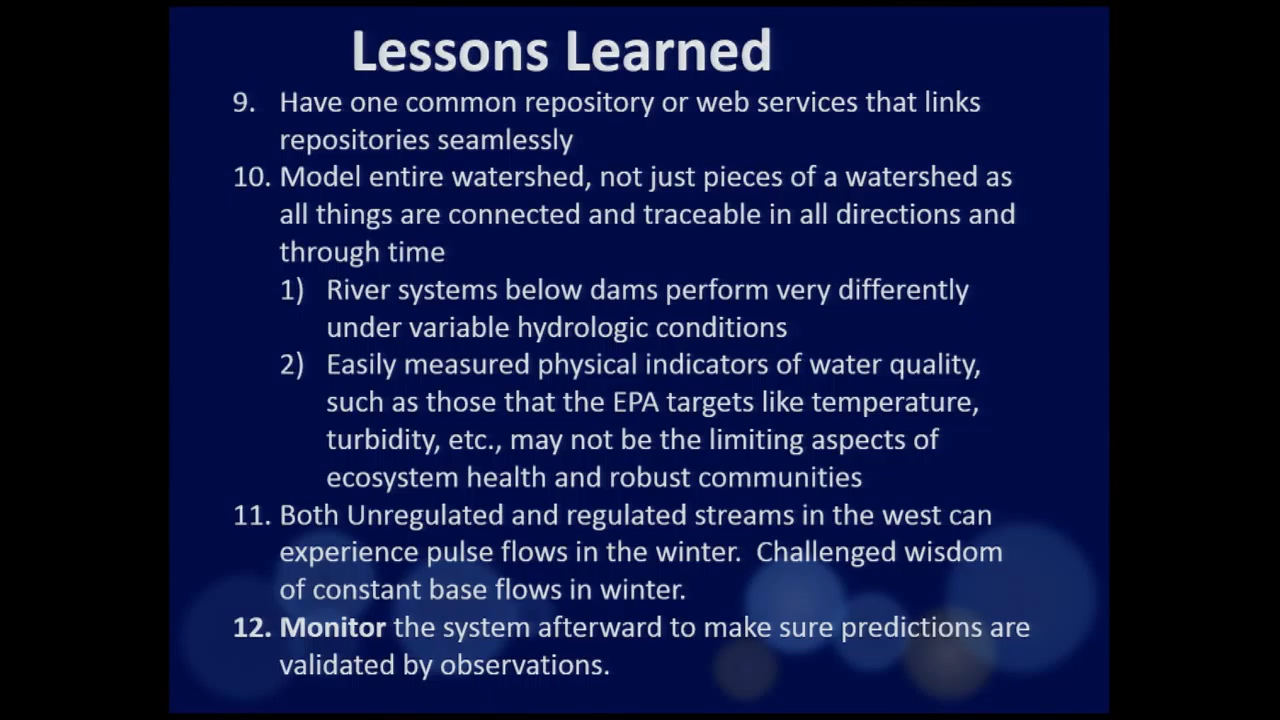 Lessons Learned
9. Have one common repository or web services that links
repositories seamlessly
10. Model entire watershed, not just pieces of a watershed as
all things are connected and traceable in all directions and
through time
1) River systems below dams perform very differently
under variable hydrologic conditions
2) Easily measured physical indicators of water quality,
such as those that the EPA targets like temperature,
turbidity, etc., may not be the limiting aspects of
ecosystem health and robust communities
11. Both Unregulated and regulated streams in the west can
experience pulse flows in the winter. Challenged wisdom
of constant base flows in winter.
12. Monitor the system afterward to make sure predictions are
validated by observations.